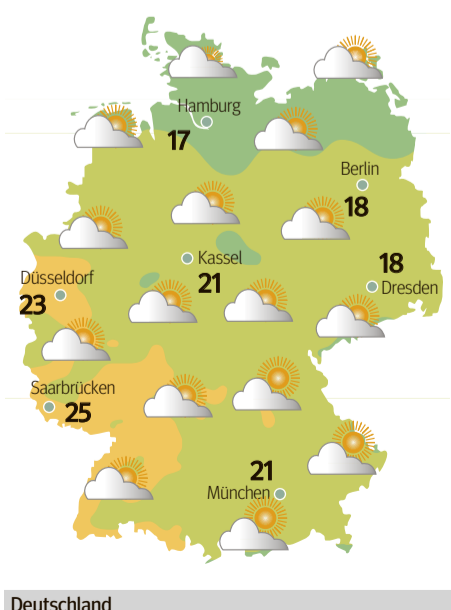 Hamburg
17
Berlin
18
Kassel
21
18
Dresden
Düsseldorf
23
Saarbrücken
25
21
München
Deutschland